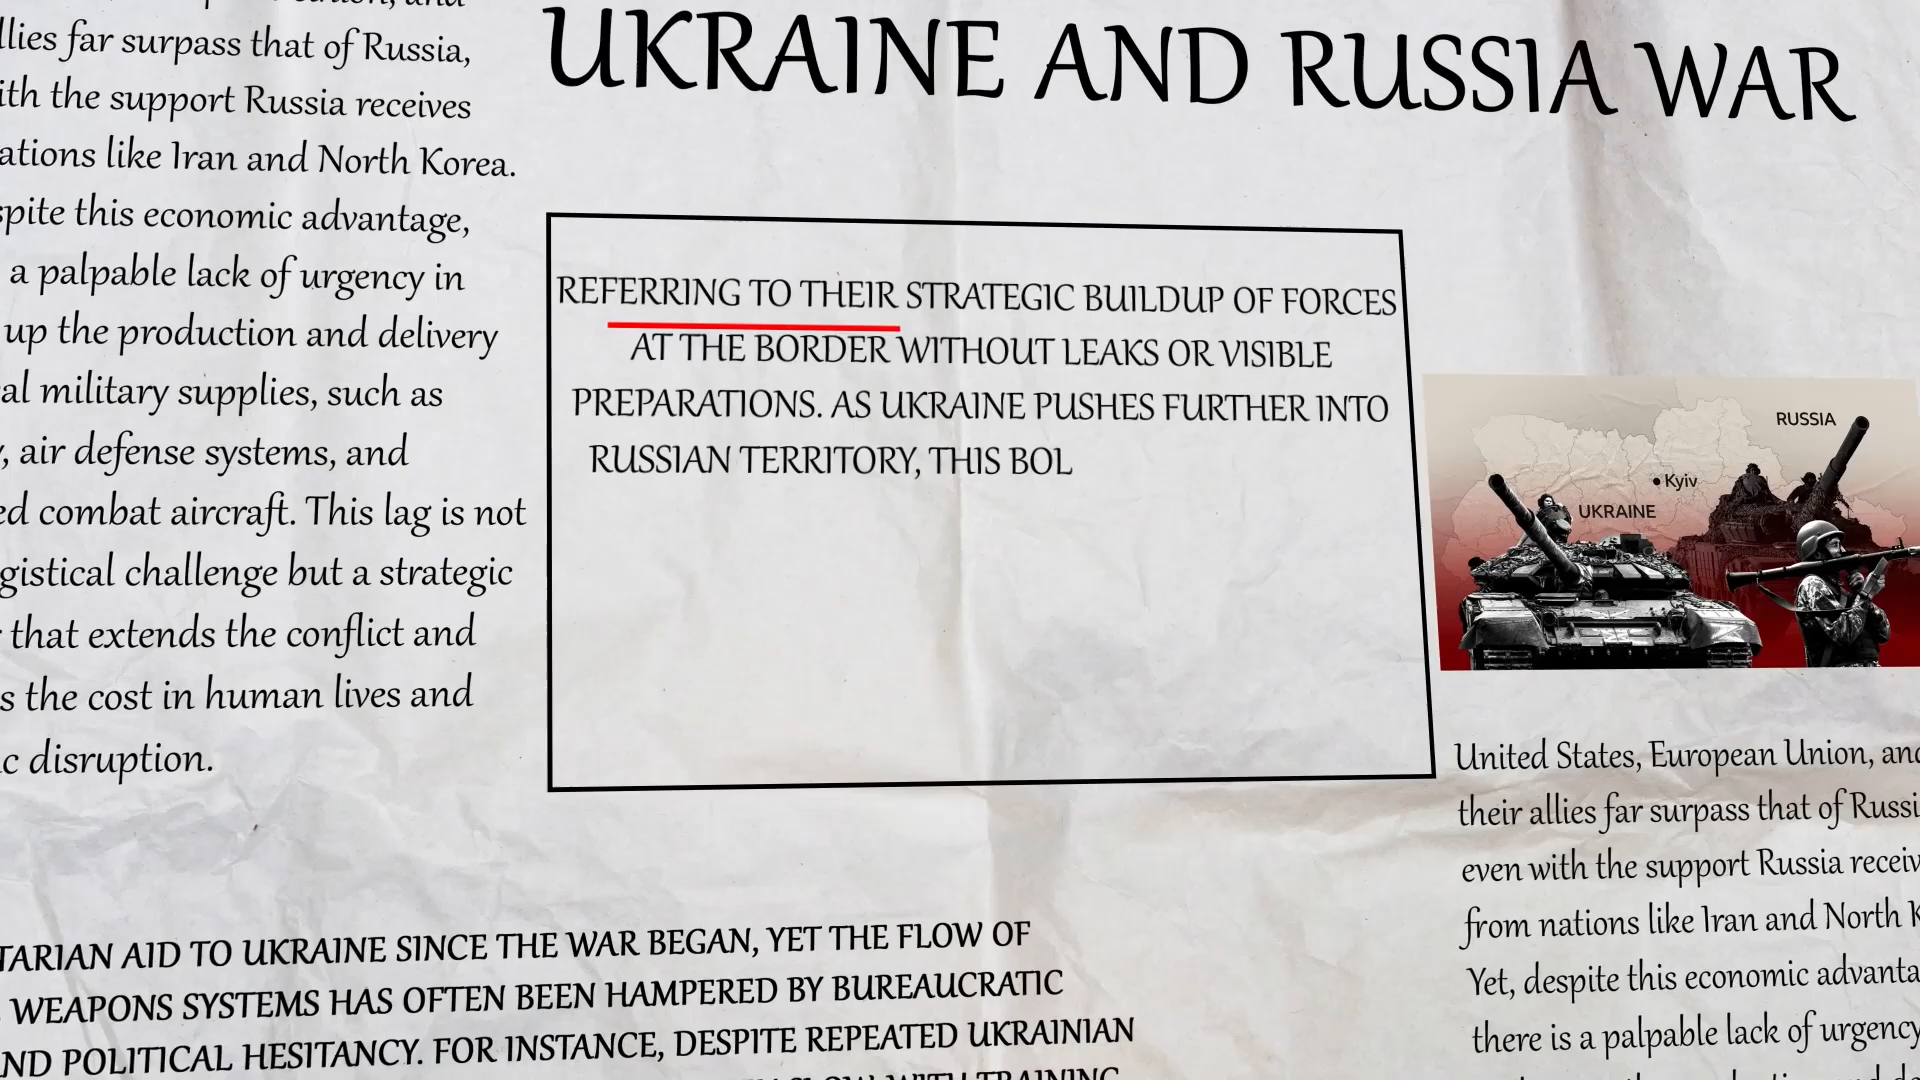 llies far surpass that of Russia,
ith the support Russia receives
ations like Iran and North Korea.
spite this economic advantage,
a palpable lack of urgency in
up the production and delivery
al military supplies, such as
, air defense systems, and
ed combat aircraft. This lag is not
gistical challenge but a strategic
that extends the conflict and
s the cost in human lives and
ic disruption.
UKRAINE AND RUSSIA WAR
REFERRING TO THEIR STRATEGIC BUILDUP OF FORCES
AT THE BORDER WITHOUT LEAKS OR VISIBLE
PREPARATIONS. AS UKRAINE PUSHES FURTHER INTO
RUSSIAN TERRITORY, THIS BOL
RUSSIA
Kyiv
UKRAINE
United States, European Union, and
their allies far surpass that of Russi
even with the support Russia receiv
from nations like Iran and North K
Yet, despite this economic advanta
there is a palpable lack of urgency
TARIAN AID TO UKRAINE SINCE THE WAR BEGAN, YET THE FLOW OF
WEAPONS SYSTEMS HAS OFTEN BEEN HAMPERED BY BUREAUCRATIC
ND POLITICAL HESITANCY. FOR INSTANCE, DESPITE REPEATED UKRAINIAN